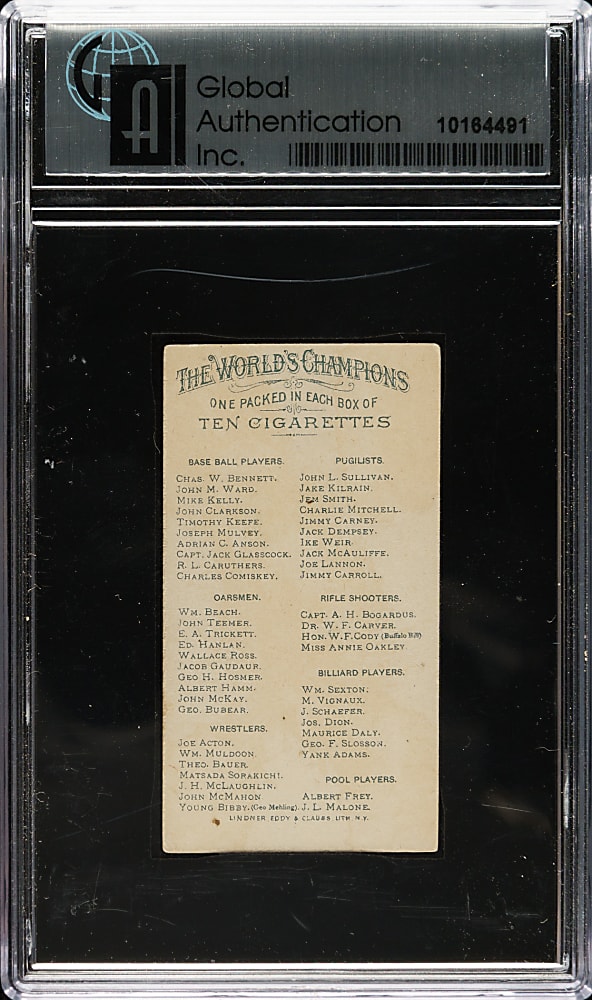 Global
Authentication
Inc.
10164491
A
THE WORLD'S CHAMPIONS
ONE PACKED IN EACH BOX OF
TEN CIGARETTES
BASE BALL PLAYERS.
CHAS. W. BENNETT.
JOHN M. WARD.
MIKE KELLY.
JOHN CLARKSON.
TIMOTHY KEEFE.
JOSEPH MULVEY.
ADRIAN C. ANSON.
CAPT. JACK GLASSCOCK.
R. L. CARUTHERS.
CHARLES COMISKEY.
OARSMEN.
WM. BEACH.
JOHN TEEMER.
E. A. TRICKETT.
ED. HANLAN.
WALLACE ROSS.
JACOB GAUDAUR.
GEO H. HOSMER.
ALBERT HAMM.
JOHN MCKAY.
GEO. BUBEAR.
WRESTLERS.
JOE ACTON.
WM. MULDOON.
THEO. BAUER.
MATSADA SORAKICHI.
J. H. MCLAUGHLIN.
JOHN MCMAHON
YOUNG BIBBY. (Geo Mehling).
PUGILISTS.
JOHN L. SULLIVAN.
JAKE KILRAIN.
JEM SMITH.
CHARLIE MITCHELL.
JIMMY CARNEY.
JACK DEMPSEY.
IKE WEIR.
JACK MCAULIFFE.
JOE LANNON.
JIMMY CARROLL.
RIFLE SHOOTERS.
CAPT. A. H. BOGARDUS.
DR. W. F. CARVER.
HON. W. F. CODY (Buffalo Bill)
MISS ANNIE OAKLEY
BILLIARD PLAYERS.
WM. SEXTON.
M. VIGNAUX.
J. SCHAEFER.
JOS. DION.
MAURICE DALY.
GEO. F. SLOSSON.
YANK ADAMS.
POOL PLAYERS.
ALBERT FREY.
J. L. MALONE.
LINDNER EDDY & CLAUSS LITH. N.Y.